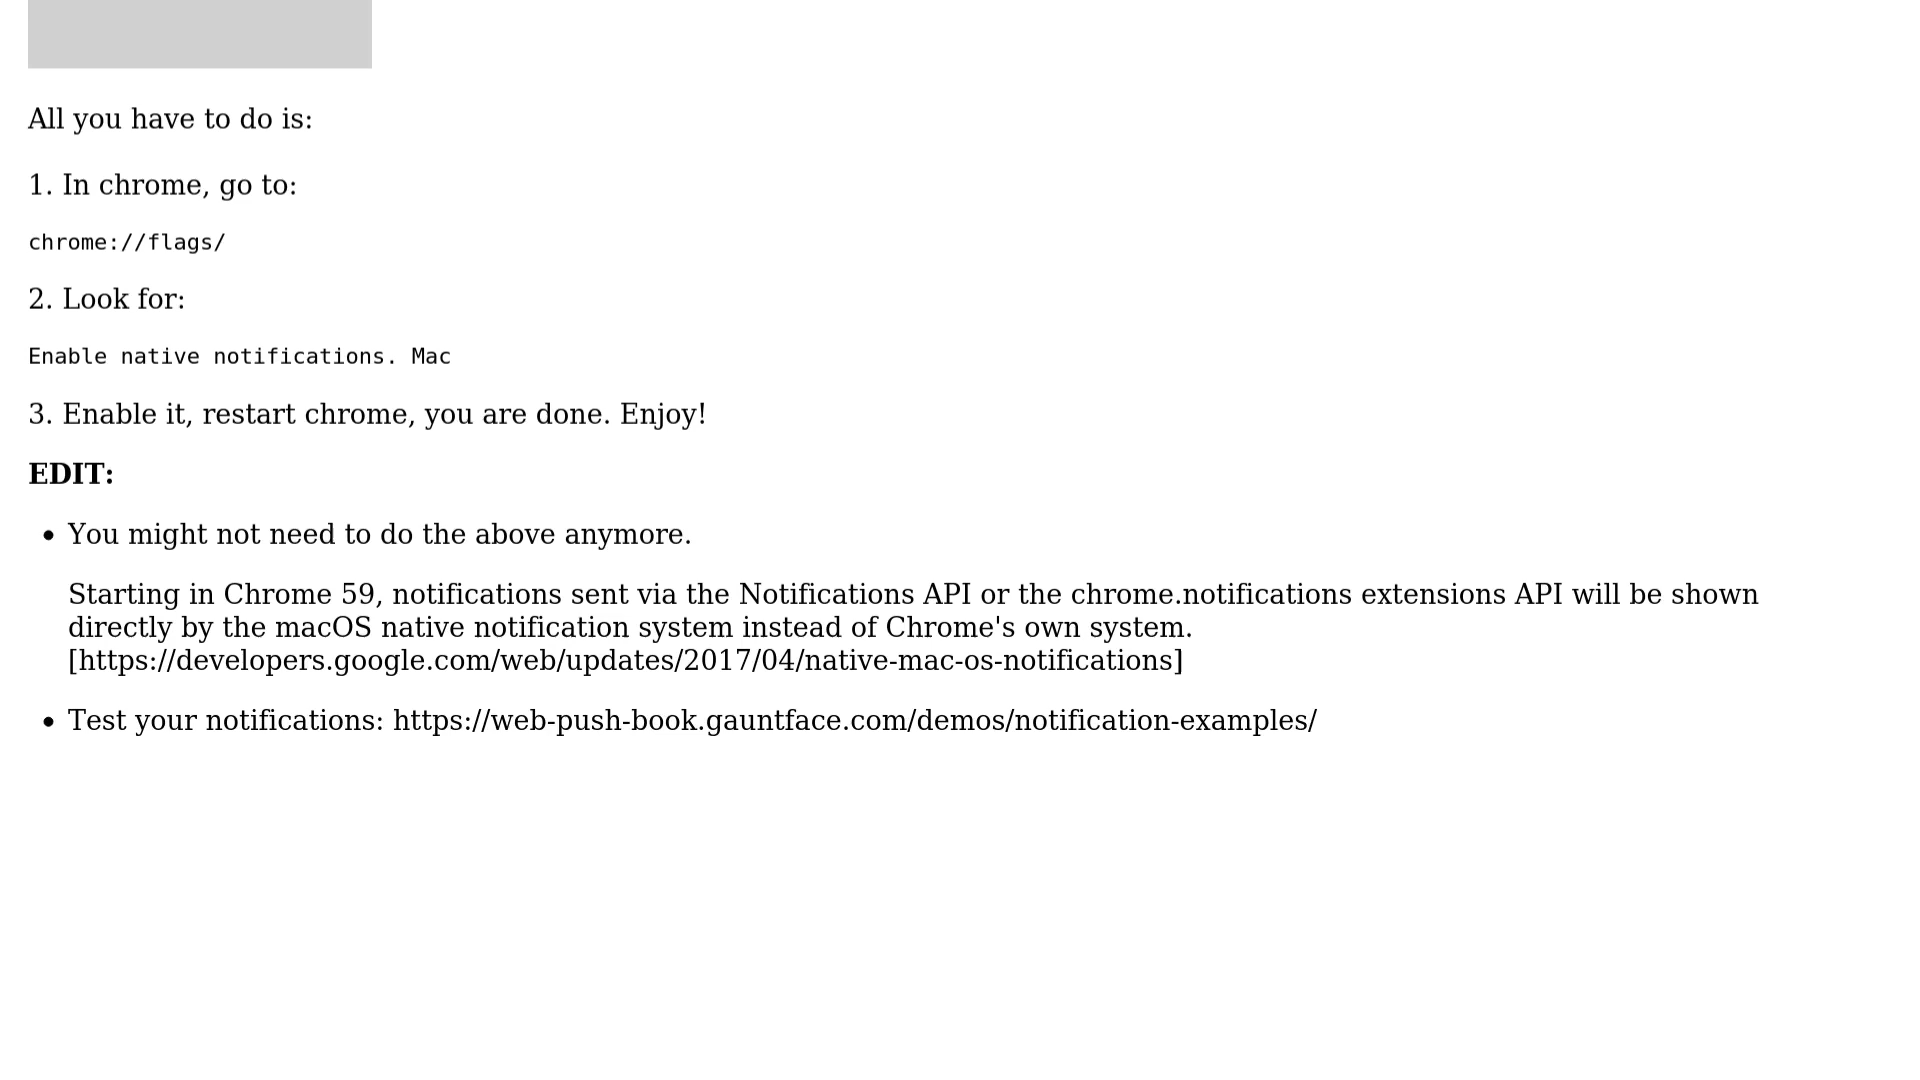 All you have to do is:
1. In chrome, go to:
chrome://flags/
2. Look for:
Enable native notifications. Mac
3. Enable it, restart chrome, you are done. Enjoy!
EDIT:
• You might not need to do the above anymore.
Starting in Chrome 59, notifications sent via the Notifications API or the chrome.notifications extensions API will be shown
directly by the macOS native notification system instead of Chrome's own system.
[https://developers.google.com/web/updates/2017/04/native-mac-os-notifications]
• Test your notifications: https://web-push-book.gauntface.com/demos/notification-examples/